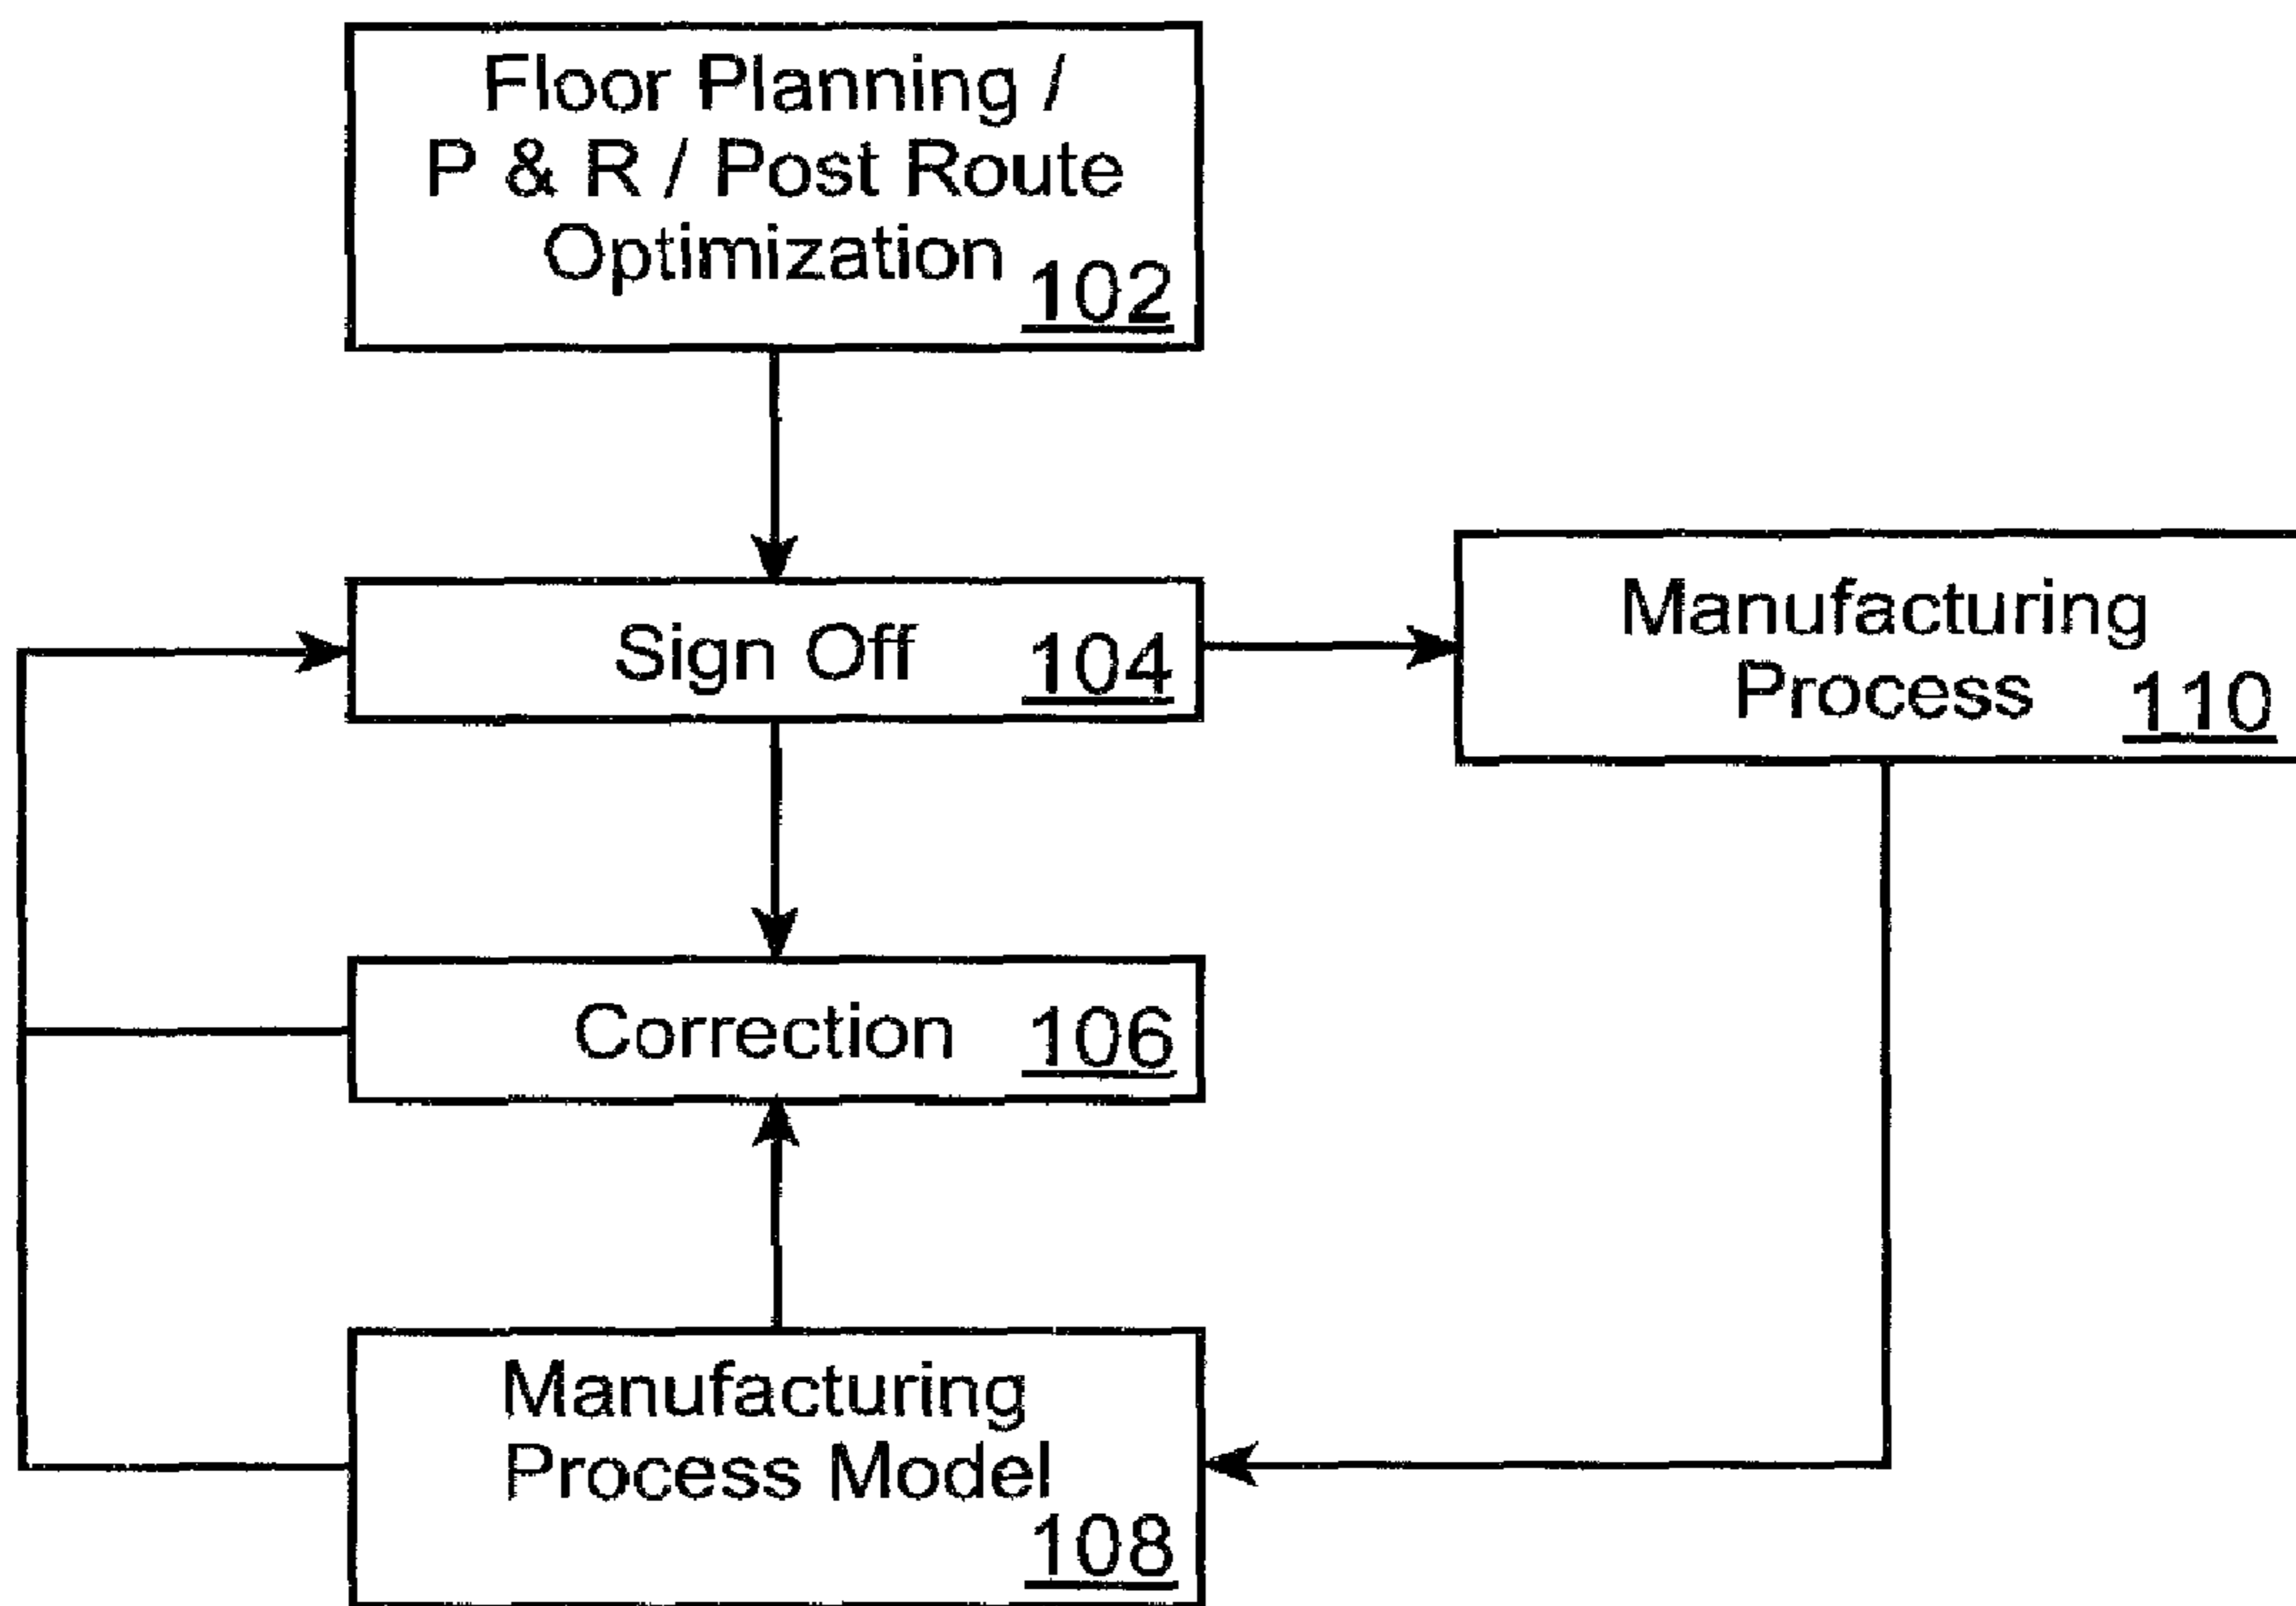 Floor Planning /
P & R / Post Route
Optimization 102
Sign Off 104
Manufacturing
Process 110
Correction 106
Manufacturing
Process Model
108